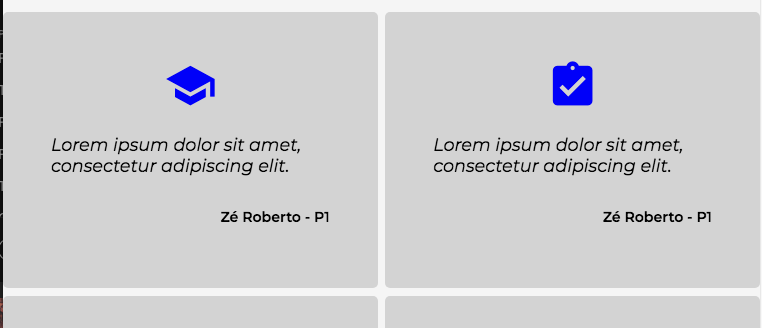 Lorem ipsum dolor sit amet,
consectetur adipiscing elit.
Zé Roberto - P1
Lorem ipsum dolor sit amet,
consectetur adipiscing elit.
Zé Roberto - P1